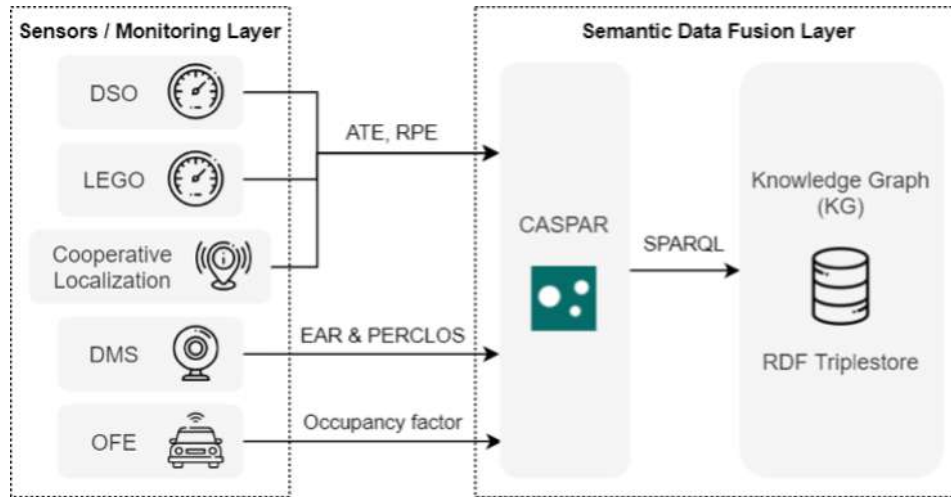 Sensors / Monitoring Layer
DSO
LEGO
Cooperative
Localization
DMS
OFE
ATE, RPE
EAR & PERCLOS
Occupancy factor
Semantic Data Fusion Layer
CASPAR
SPARQL
Knowledge Graph
(KG)
RDF Triplestore